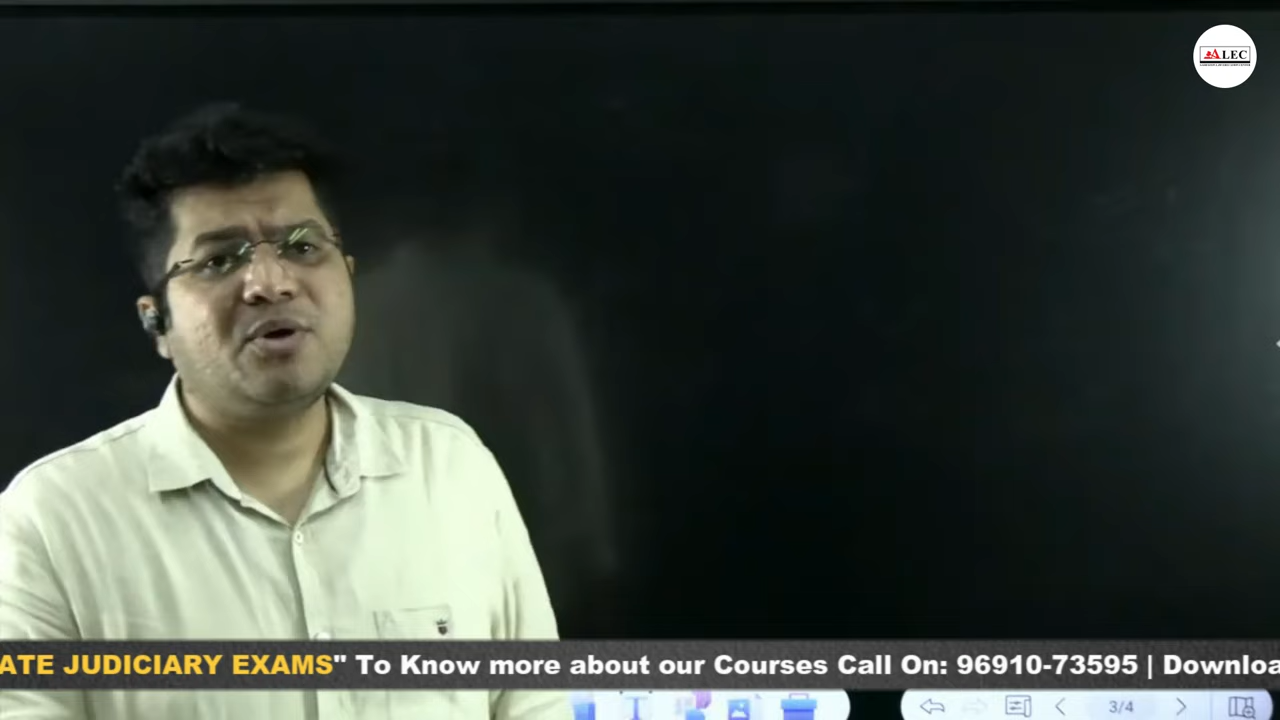 ALEC
ATE JUDICIARY EXAMS" To Know more about our Courses Call On: 96910-73595 | Downloa
3/4